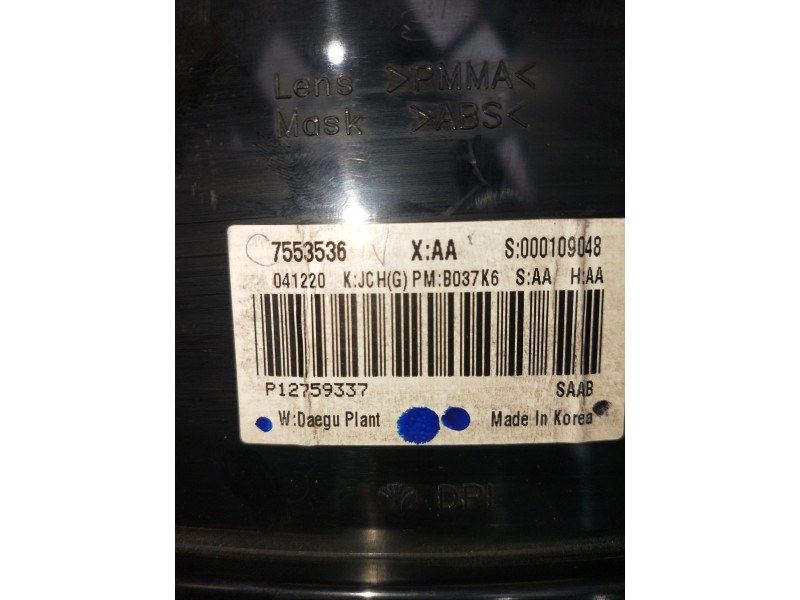 Lens >PMMA<
Mask >ABS<
7553536 X:AA S:000109048
041220 K:JCH(G) PM:B037K6 S:AA H:AA
P12759337 SAAB
W:Daegu Plant Made In Korea
DPI